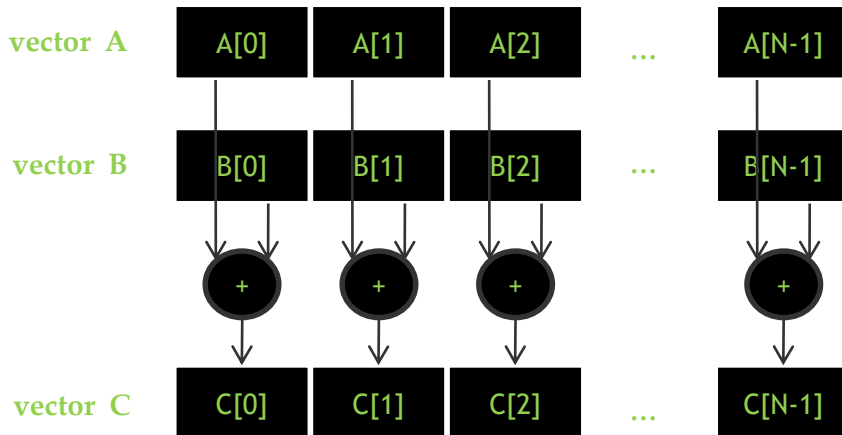 vector A A[0] A[1] A[2] ... A[N-1]
vector B B[0] B[1] B[2] ... B[N-1]
+ + + +
vector C C[0] C[1] C[2] ... C[N-1]